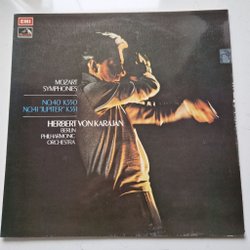 EMI
MOZART
SYMPHONIES
NO.40 K550
NO.41 "JUPITER" K551
HERBERT VON KARAJAN
BERLIN
PHILHARMONIC
ORCHESTRA